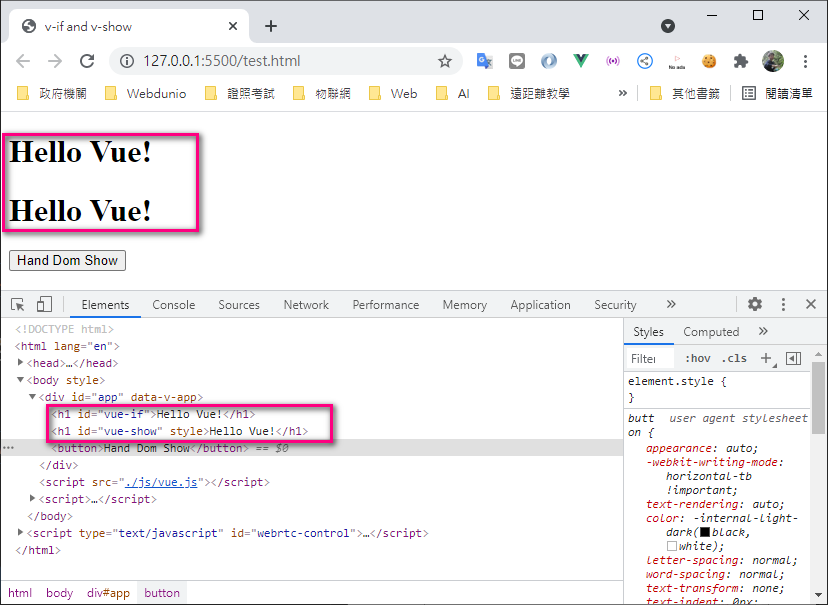 v-if and v-show
127.0.0.1:5500/test.html
政府機關 Webdunio 證照考試 物聯網 Web AI 遠距離教學 » 其他書籤 閱讀清單
Hello Vue!
Hello Vue!
Hand Dom Show
Elements Console Sources Network Performance Memory Application Security »
<!DOCTYPE html>
<html lang="en">
<head>…</head>
<body style>
<div id="app" data-v-app>
<h1 id="vue-if">Hello Vue!</h1>
<h1 id="vue-show" style>Hello Vue!</h1>
<button>Hand Dom Show</button> == $0
</div>
<script src="./js/vue.js"></script>
<script>…</script>
</body>
<script type="text/javascript" id="webrtc-control">…</script>
</html>
html body div#app button
Styles Computed »
Filter :hov .cls +
element.style {
}
butt user agent stylesheet
on {
appearance: auto;
-webkit-writing-mode:
horizontal-tb
!important;
text-rendering: auto;
color: -internal-light-
dark(black,
white);
letter-spacing: normal;
word-spacing: normal;
text-transform: none;
text-indent: 0px;